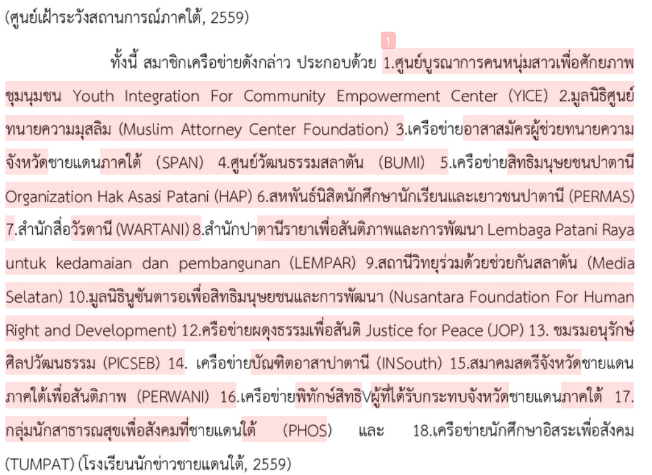 (ศูนย์เฝ้าระวังสถานการณ์ภาคใต้, 2559)
1
ทั้งนี้ สมาชิกเครือข่ายดังกล่าว ประกอบด้วย 1.ศูนย์บูรณาการคนหนุ่มสาวเพื่อศักยภาพ
ชุมนุมชน Youth Integration For Community Empowerment Center (YICE) 2.มูลนิธิศูนย์
ทนายความมุสลิม (Muslim Attorney Center Foundation) 3.เครือข่ายอาสาสมัครผู้ช่วยทนายความ
จังหวัดชายแดนภาคใต้ (SPAN) 4.ศูนย์วัฒนธรรมสลาตัน (BUMI) 5.เครือข่ายสิทธิมนุษยชนปาตานี
Organization Hak Asasi Patani (HAP) 6.สหพันธ์นิสิตนักศึกษานักเรียนและเยาวชนปาตานี (PERMAS)
7.สำนักสื่อวัรตานี (WARTANI) 8.สำนักปาตานีรายาเพื่อสันติภาพและการพัฒนา Lembaga Patani Raya
untuk kedamaian dan pembangunan (LEMPAR) 9.สถานีวิทยุร่วมด้วยช่วยกันสลาตัน (Media
Selatan) 10.มูลนิธินูซันตารอเพื่อสิทธิมนุษยชนและการพัฒนา (Nusantara Foundation For Human
Right and Development) 12.ครือข่ายผดุงธรรมเพื่อสันติ Justice for Peace (JOP) 13. ชมรมอนุรักษ์
ศิลปวัฒนธรรม (PICSEB) 14. เครือข่ายบัณฑิตอาสาปาตานี (INSouth) 15.สมาคมสตรีจังหวัดชายแดน
ภาคใต้เพื่อสันติภาพ (PERWANI) 16.เครือข่ายพิทักษ์สิทธิVผู้ที่ได้รับกระทบจังหวัดชายแดนภาคใต้ 17.
กลุ่มนักสาธารณสุขเพื่อสังคมที่ชายแดนใต้ (PHOS) และ 18.เครือข่ายนักศึกษาอิสระเพื่อสังคม
(TUMPAT) (โรงเรียนนักข่าวชายแดนใต้, 2559)